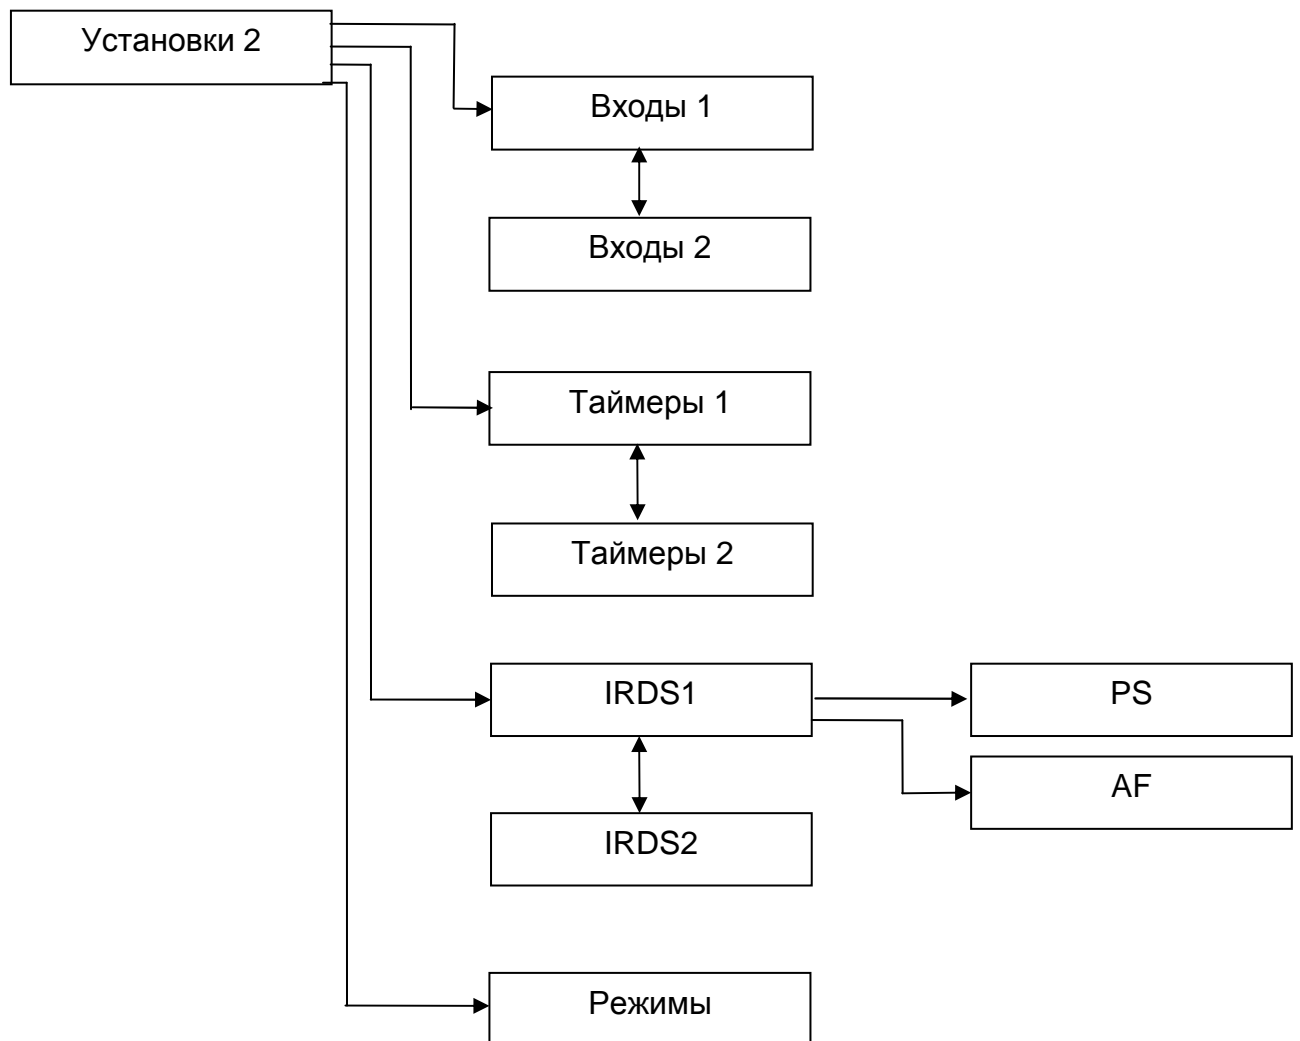 Установки 2
Входы 1
Входы 2
Таймеры 1
Таймеры 2
IRDS1
PS
AF
IRDS2
Режимы